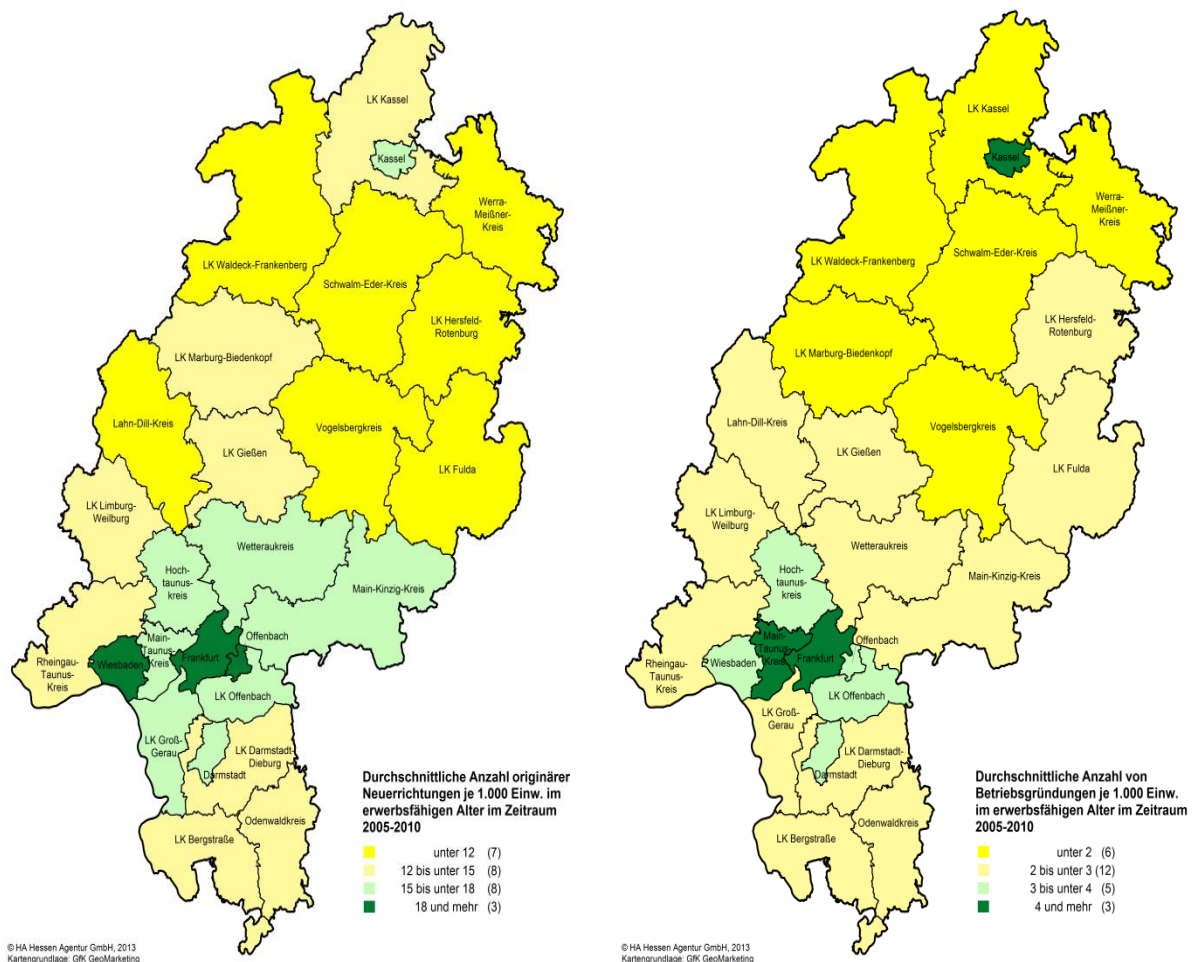 LK Kassel
Kassel
Werra-
Meißner-
Kreis
LK Waldeck-Frankenberg
Schwalm-Eder-Kreis
LK Hersfeld-
Rotenburg
LK Marburg-Biedenkopf
Lahn-Dill-Kreis
Vogelsbergkreis
LK Gießen
LK Fulda
LK Limburg-
Weilburg
Wetteraukreis
Hoch-
taunus-
kreis
Main-Kinzig-Kreis
Offenbach
Main-
Taunus-
Kreis
Frankfurt
Wiesbaden
Rheingau-
Taunus-
Kreis
LK Offenbach
LK Groß-
Gerau
LK Darmstadt-
Dieburg
Darmstadt
Odenwaldkreis
LK Bergstraße
Durchschnittliche Anzahl originärer
Neuerrichtungen je 1.000 Einw. im
erwerbsfähigen Alter im Zeitraum
2005-2010
unter 12 (7)
12 bis unter 15 (8)
15 bis unter 18 (8)
18 und mehr (3)
© HA Hessen Agentur GmbH, 2013
Kartengrundlage: GfK GeoMarketing
LK Kassel
Kassel
Werra-
Meißner-
Kreis
LK Waldeck-Frankenberg
Schwalm-Eder-Kreis
LK Hersfeld-
Rotenburg
LK Marburg-Biedenkopf
Lahn-Dill-Kreis
Vogelsbergkreis
LK Gießen
LK Fulda
LK Limburg-
Weilburg
Wetteraukreis
Hoch-
taunus-
kreis
Main-Kinzig-Kreis
Offenbach
Main-
Taunus-
Kreis
Frankfurt
Wiesbaden
Rheingau-
Taunus-
Kreis
LK Offenbach
LK Groß-
Gerau
LK Darmstadt-
Dieburg
Darmstadt
Odenwaldkreis
LK Bergstraße
Durchschnittliche Anzahl von
Betriebsgründungen je 1.000 Einw.
im erwerbsfähigen Alter im Zeitraum
2005-2010
unter 2 (6)
2 bis unter 3 (12)
3 bis unter 4 (5)
4 und mehr (3)
© HA Hessen Agentur GmbH, 2013
Kartengrundlage: GfK GeoMarketing